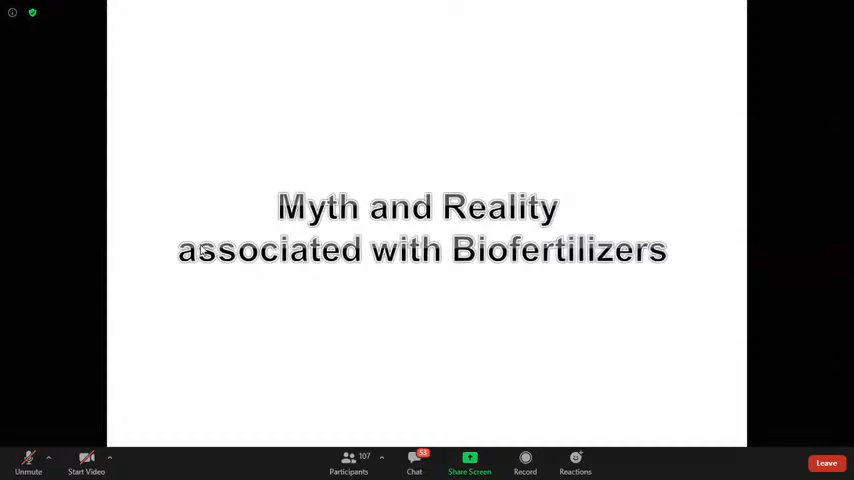 Myth and Reality
associated with Biofertilizers
53
107
Unmute
Start Video
Participants
Chat
Share Screen
Record
Reactions
Leave